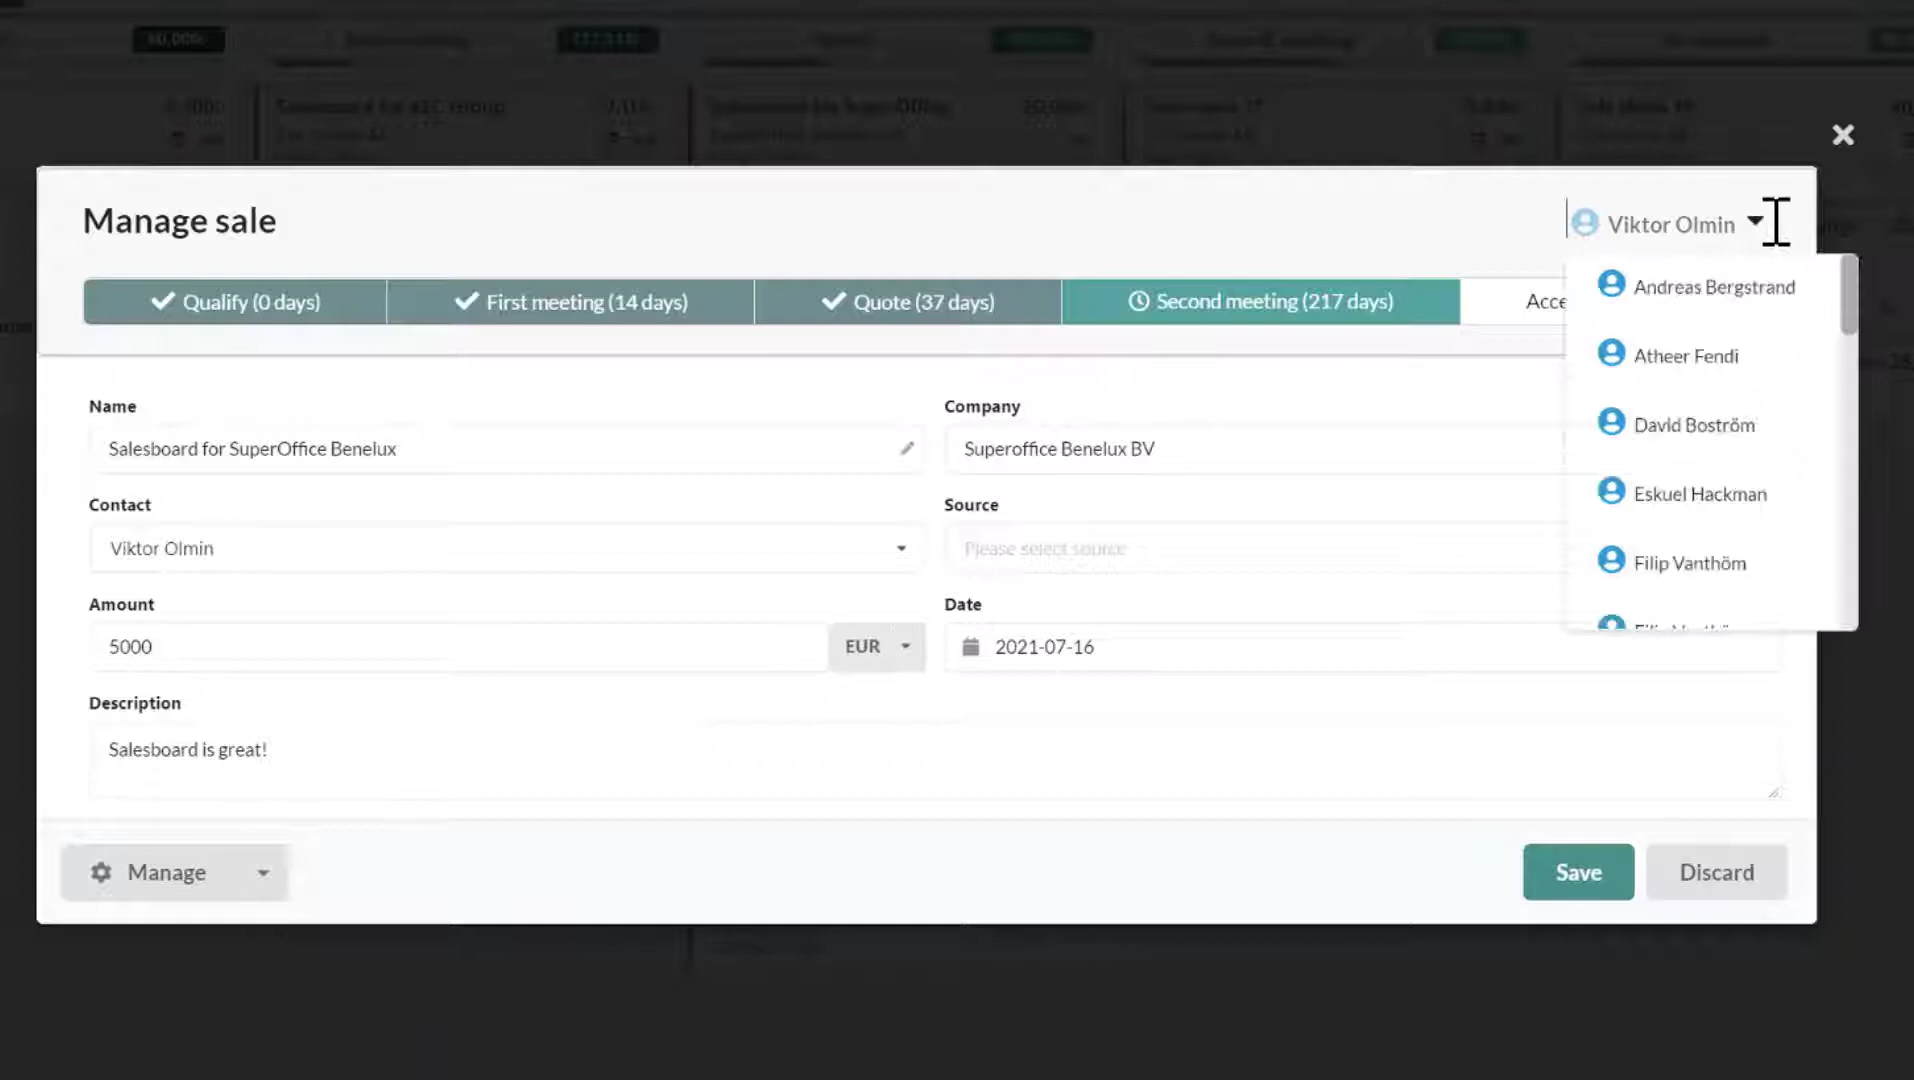 Manage sale
Viktor Olmin
Qualify (0 days)
First meeting (14 days)
Quote (37 days)
Second meeting (217 days)
Acce
Andreas Bergstrand
Atheer Fendi
David Boström
Eskuel Hackman
Filip Vanthöm
Name
Salesboard for SuperOffice Benelux
Company
Superoffice Benelux BV
Contact
Viktor Olmin
Source
Please select source
Amount
5000
EUR
Date
2021-07-16
Description
Salesboard is great!
Manage
Save
Discard